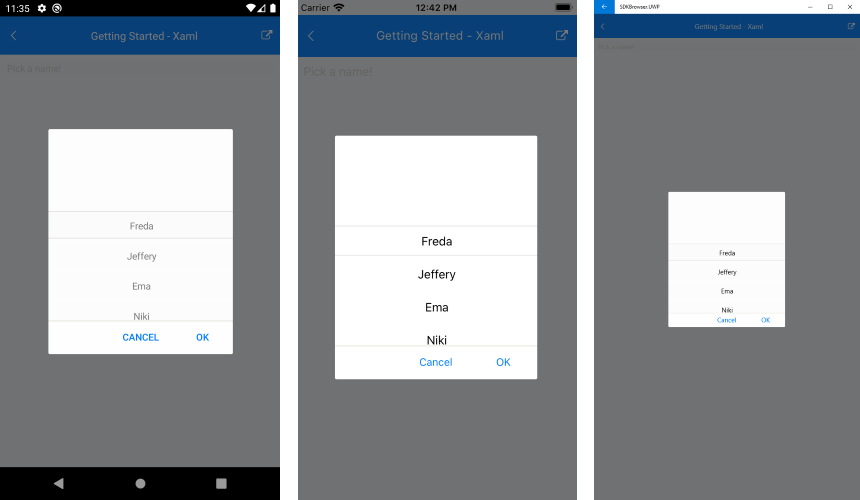 11:35
Getting Started - Xaml
Pick a name!
Freda
Jeffery
Ema
Niki
CANCEL OK
Carrier 12:42 PM
Getting Started - Xaml
Pick a name!
Freda
Jeffery
Ema
Niki
Cancel OK
SDKBrowser.UWP
Getting Started - Xaml
Pick a name!
Freda
Jeffery
Ema
Niki
Cancel OK